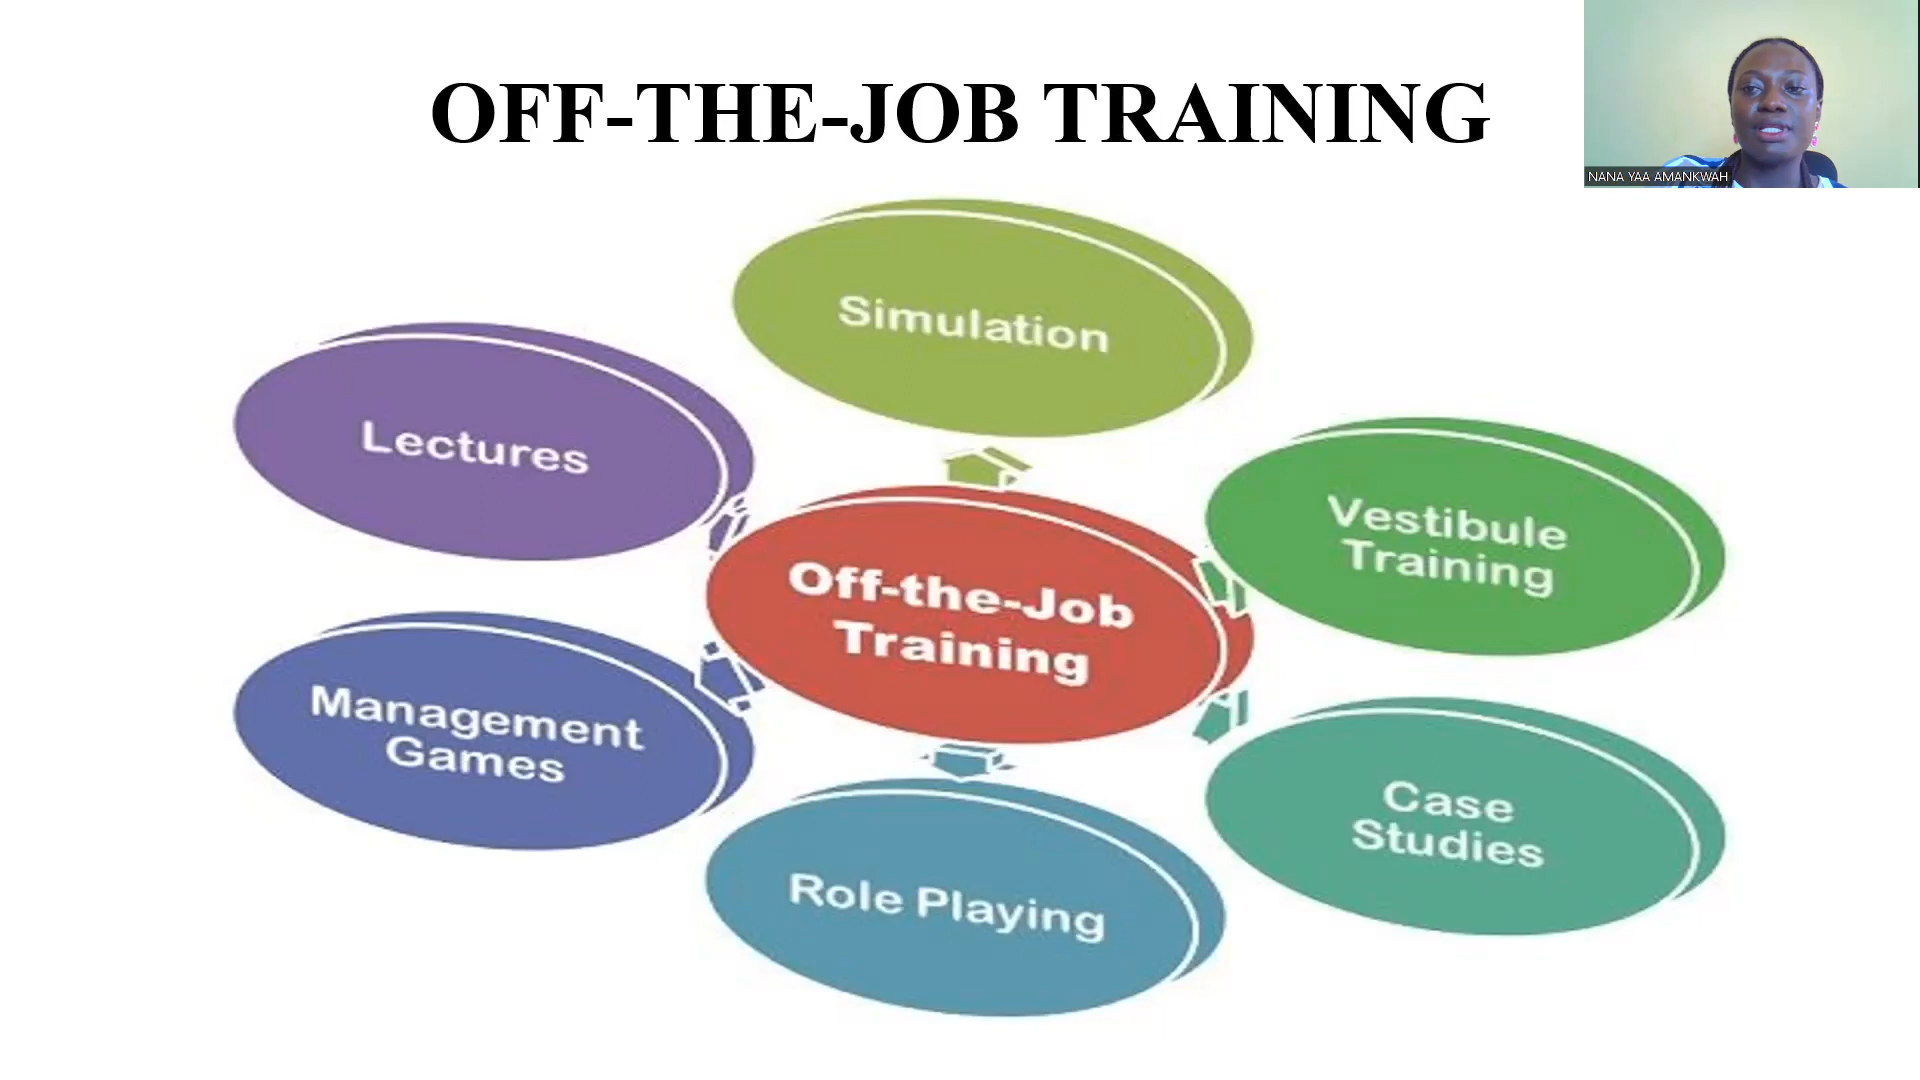 OFF-THE-JOB TRAINING
NANA YAA AMANKWAH
Simulation
Lectures
Vestibule
Training
Off-the-Job
Training
Management
Games
Case
Studies
Role Playing